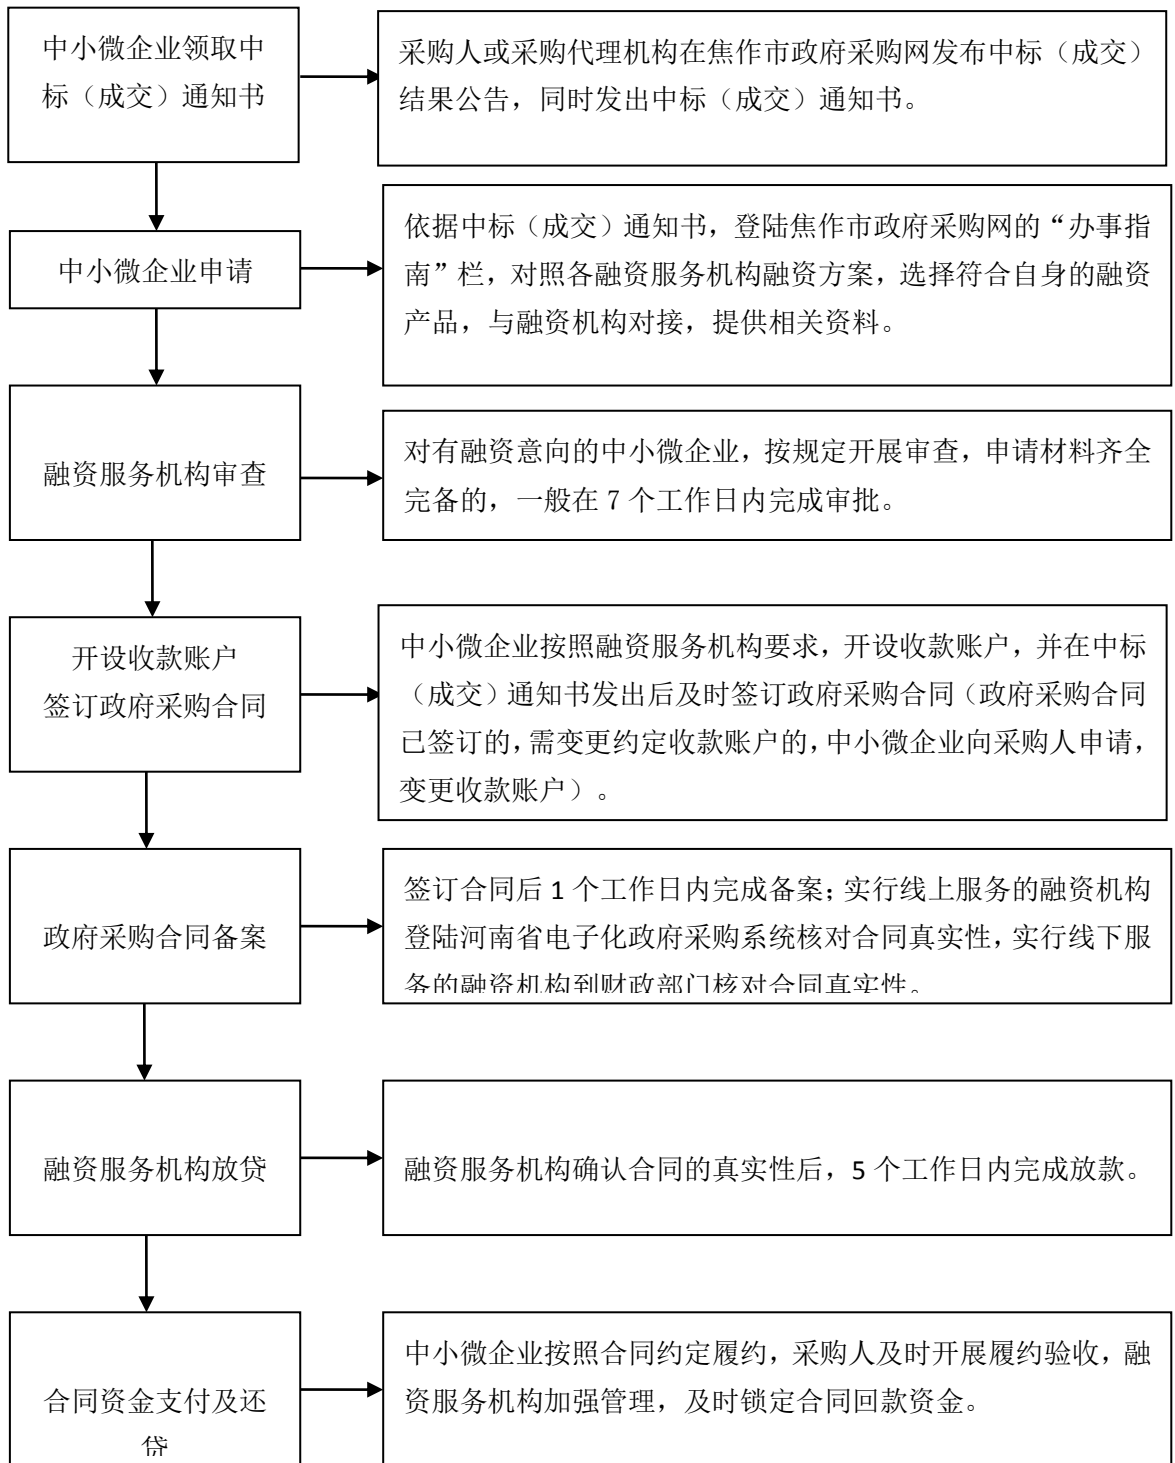 中小微企业领取中
标（成交）通知书
采购人或采购代理机构在焦作市政府采购网发布中标（成交）
结果公告，同时发出中标（成交）通知书。
中小微企业申请
依据中标（成交）通知书，登陆焦作市政府采购网的“办事指
南”栏，对照各融资服务机构融资方案，选择符合自身的融资
产品，与融资机构对接，提供相关资料。
融资服务机构审查
对有融资意向的中小微企业，按规定开展审查，申请材料齐全
完备的，一般在 7 个工作日内完成审批。
开设收款账户
签订政府采购合同
中小微企业按照融资服务机构要求，开设收款账户，并在中标
（成交）通知书发出后及时签订政府采购合同（政府采购合同
已签订的，需变更约定收款账户的，中小微企业向采购人申请，
变更收款账户）。
政府采购合同备案
签订合同后 1 个工作日内完成备案；实行线上服务的融资机构
登陆河南省电子化政府采购系统核对合同真实性，实行线下服
务的融资机构到财政部门核对合同真实性。
融资服务机构放贷
融资服务机构确认合同的真实性后，5 个工作日内完成放款。
合同资金支付及还
贷
中小微企业按照合同约定履约，采购人及时开展履约验收，融
资服务机构加强管理，及时锁定合同回款资金。